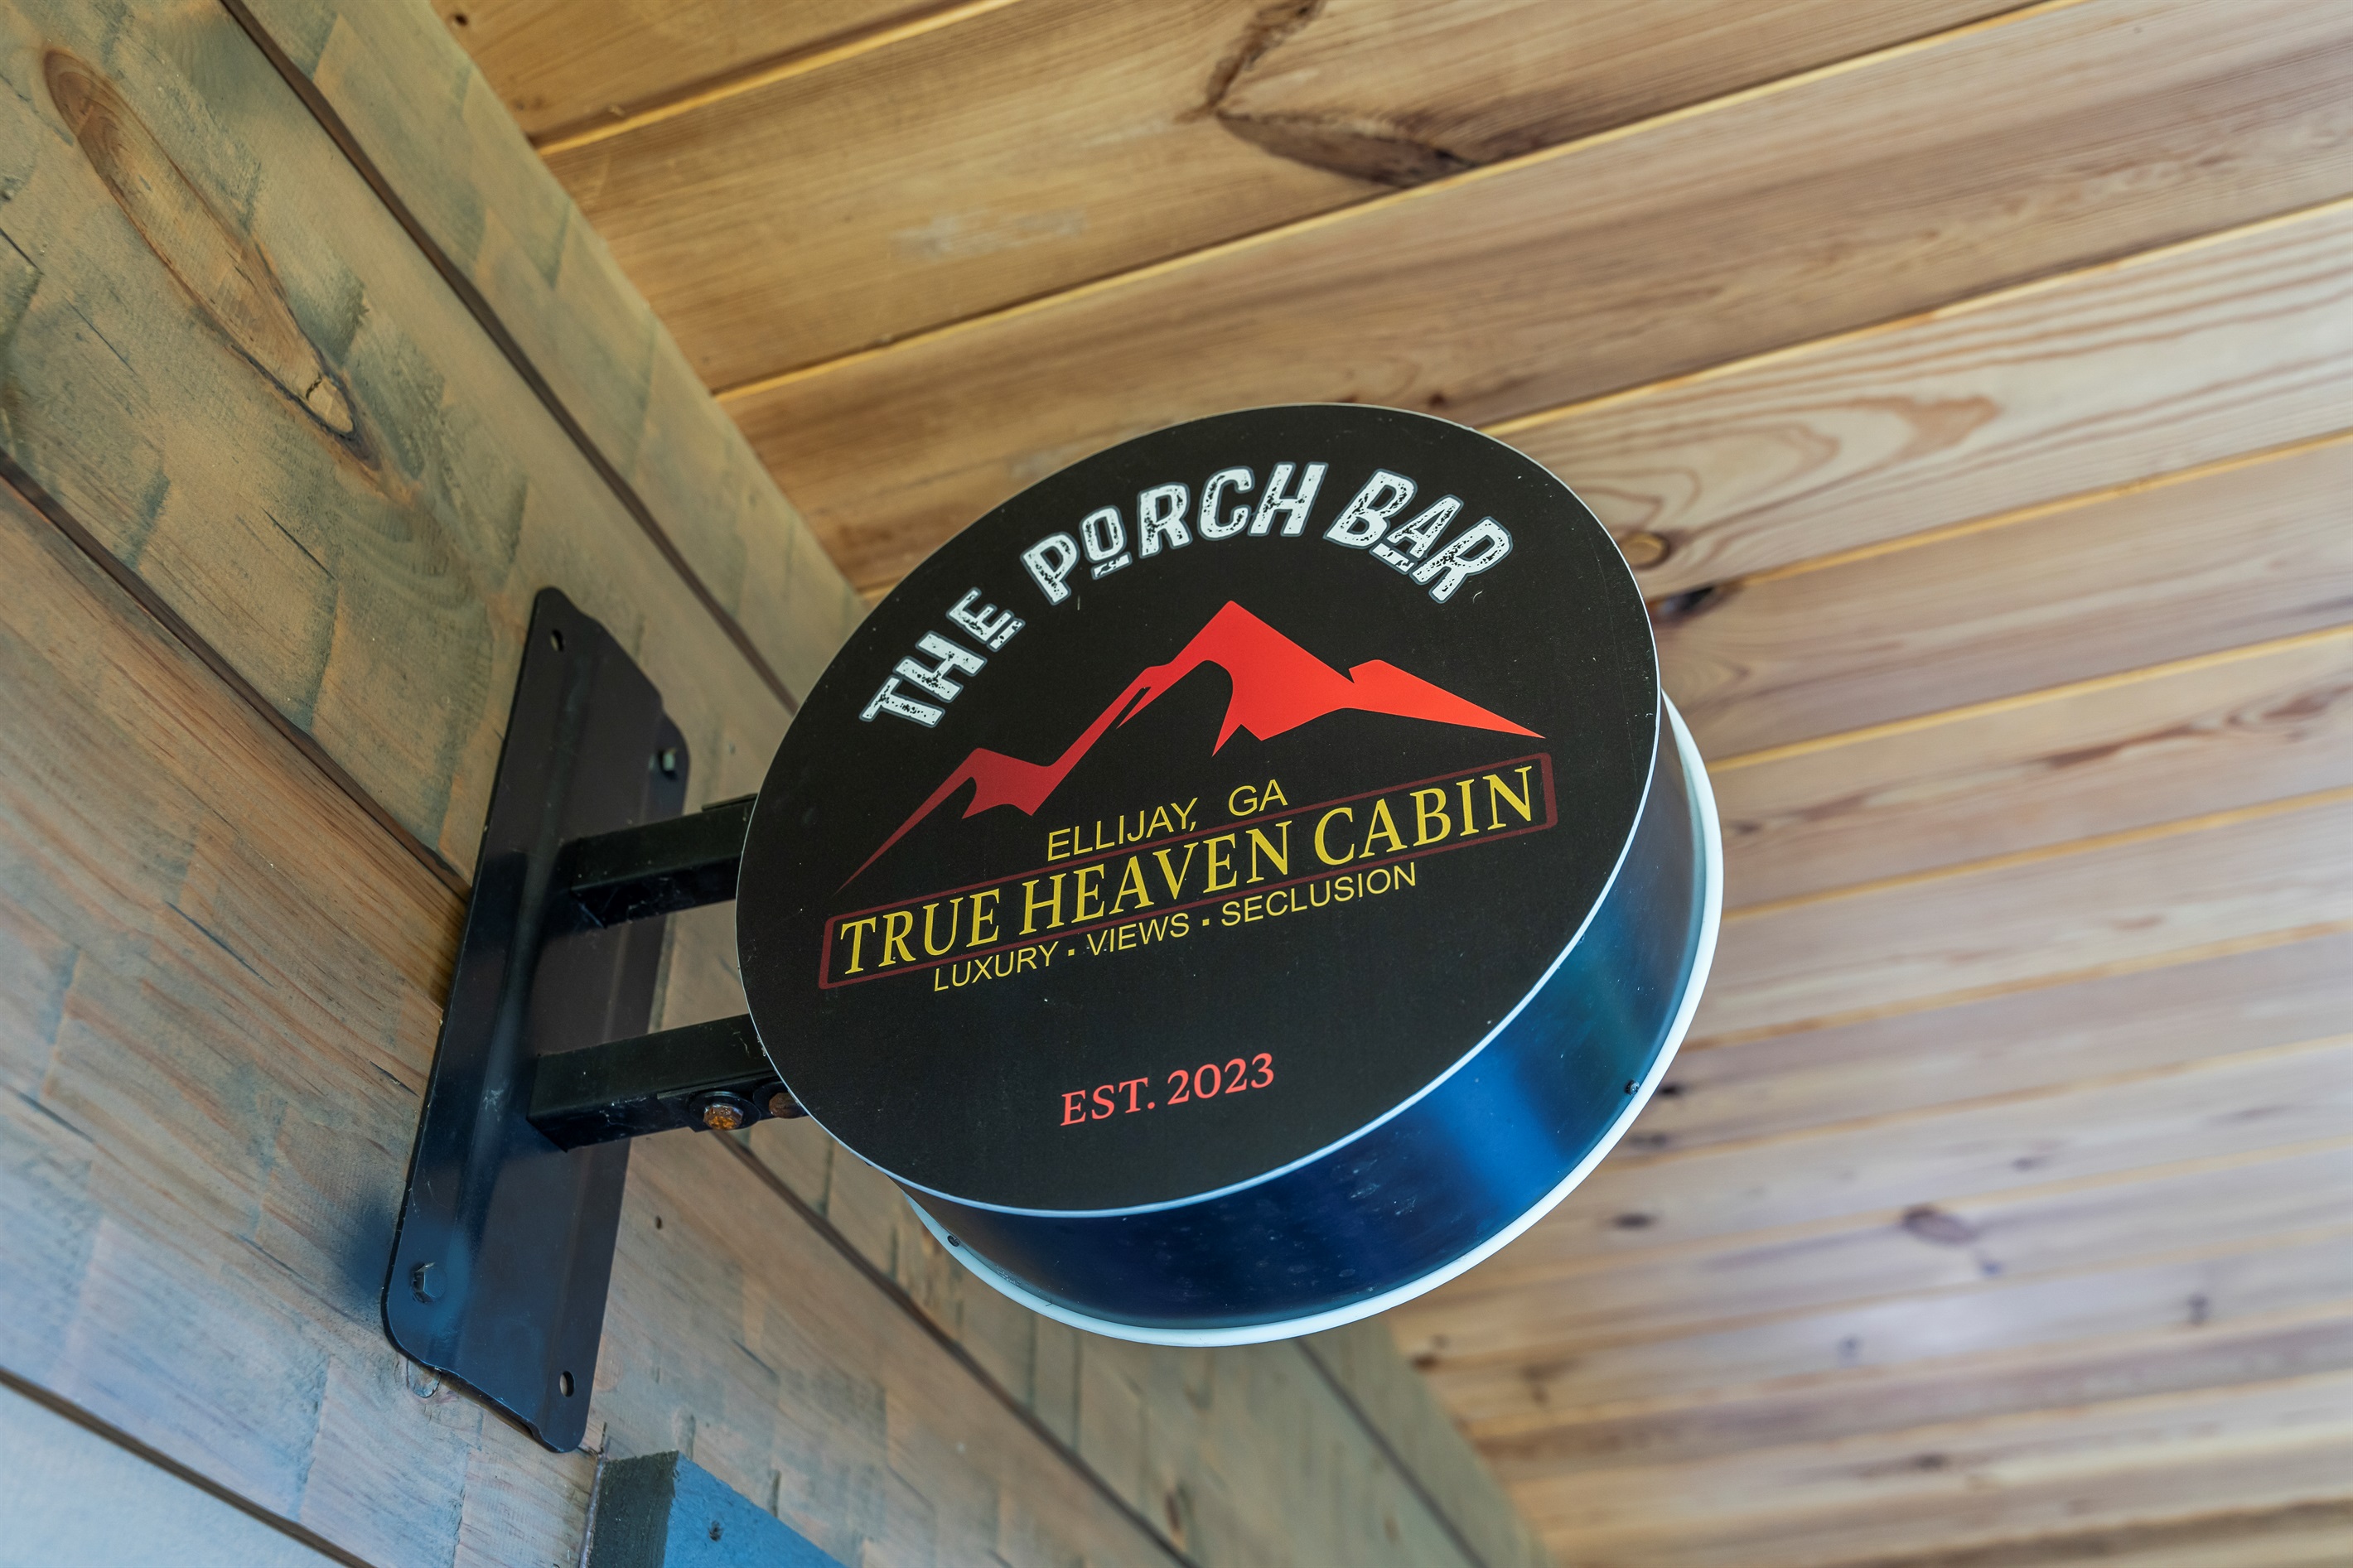 THE PORCH BAR
ELLIJAY, GA
TRUE HEAVEN CABIN
LUXURY ▪ VIEWS ▪ SECLUSION
EST. 2023